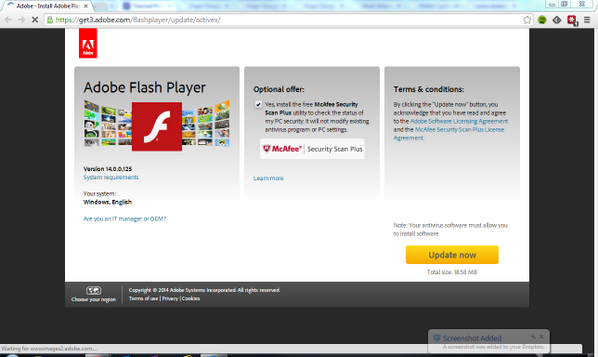 Adobe - Install Adobe Flas
https://get3.adobe.com/flashplayer/update/activex/
Adobe
Adobe Flash Player
Version 14.0.0.125
System requirements
Your system:
Windows, English
Are you an IT manager or OEM?
Optional offer:
Yes, install the free McAfee Security
Scan Plus utility to check the status of
my PC security. It will not modify existing
antivirus program or PC settings.
McAfee | Security Scan Plus
Learn more
Terms & conditions:
By clicking the "Update now" button, you
acknowledge that you have read and agree
to the Adobe Software Licensing Agreement
and the McAfee Security Scan Plus License
Agreement.
Note: Your antivirus software must allow you
to install software.
Update now
Total size: 18.58 MB
Choose your region
Copyright © 2014 Adobe Systems Incorporated. All rights reserved.
Terms of use | Privacy | Cookies
Waiting for wwwimages2.adobe.com...
Screenshot Added
A screenshot was added to your Dropbox.